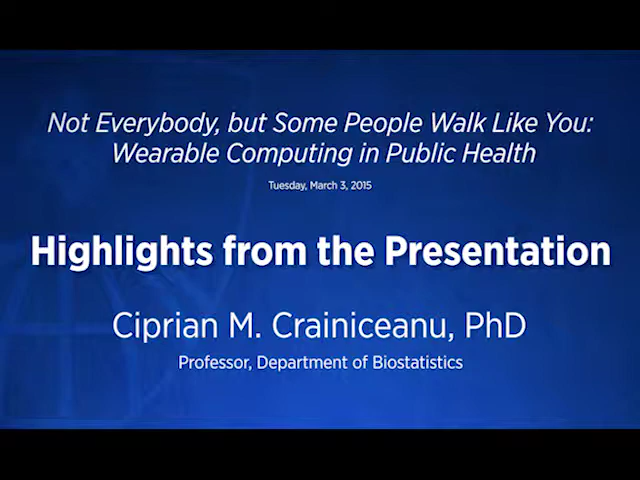 Not Everybody, but Some People Walk Like You:
Wearable Computing in Public Health
Tuesday, March 3, 2015
Highlights from the Presentation
Ciprian M. Crainiceanu, PhD
Professor, Department of Biostatistics